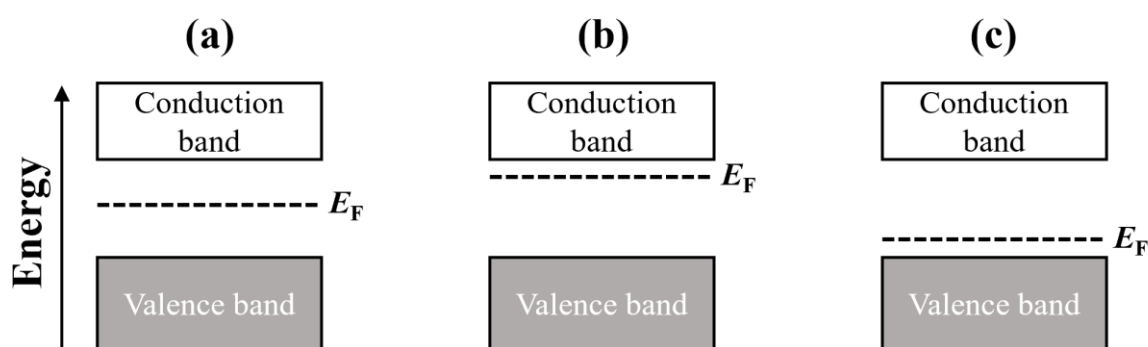 (a)
(b)
(c)
Energy
Conduction
band
Conduction
band
Conduction
band
E_F
E_F
E_F
Valence band
Valence band
Valence band